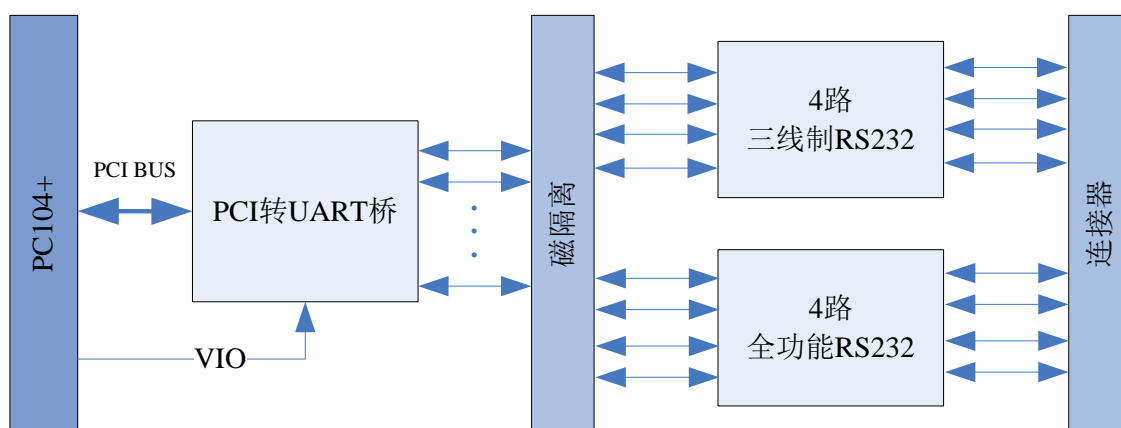 PC104+
PCI BUS
VIO
PCI转UART桥
磁隔离
4路
三线制RS232
4路
全功能RS232
连接器